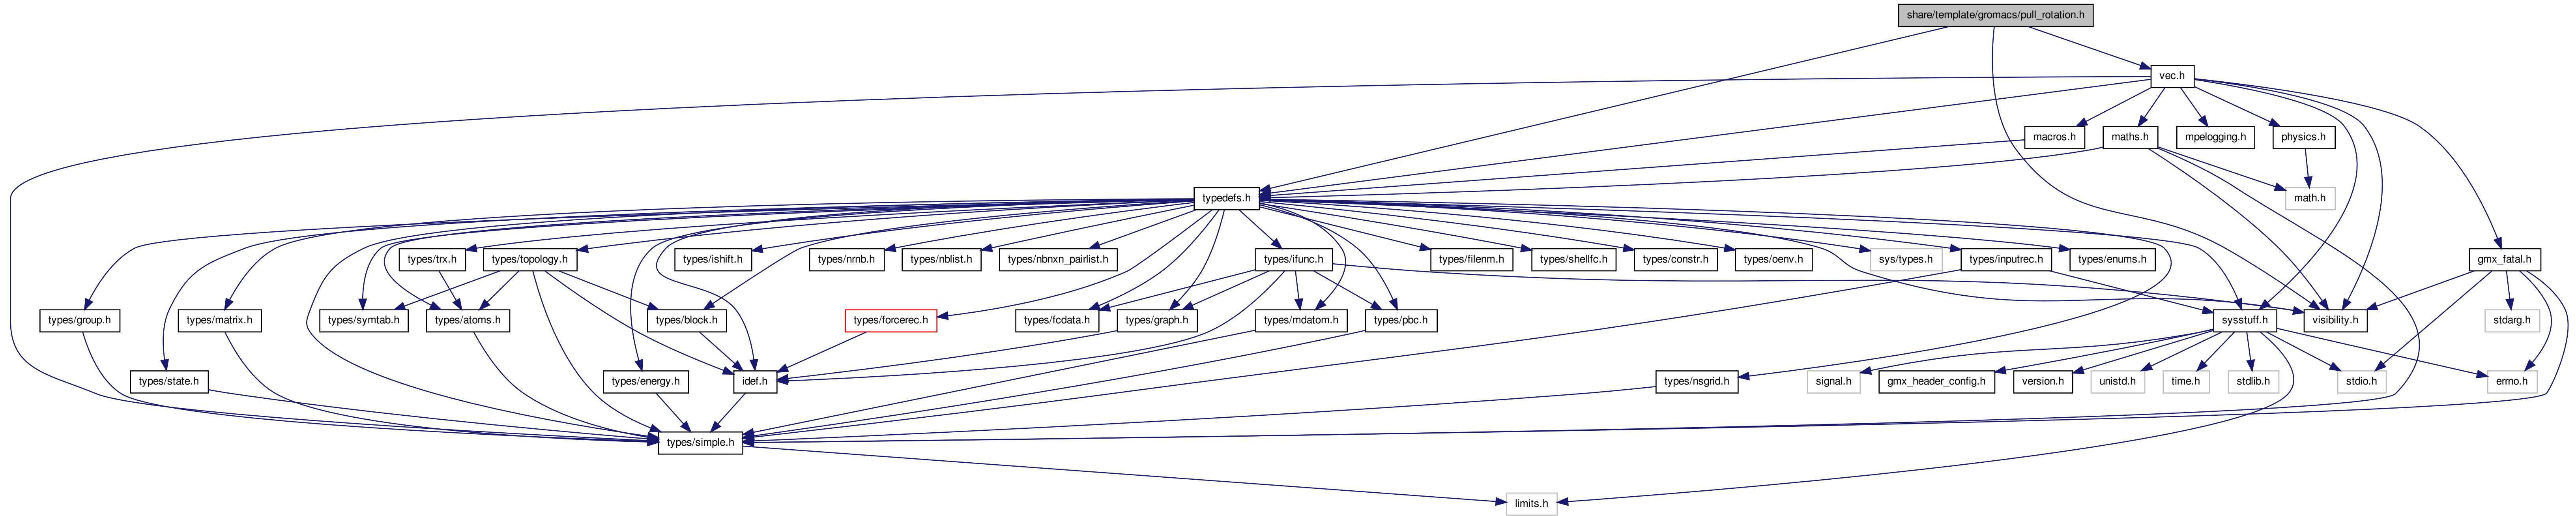 share/template/gromacs/pull_rotation.h
vec.h
macros.h
maths.h
mpelogging.h
physics.h
typedefs.h
math.h
types/trx.h
types/topology.h
types/ishift.h
types/nrnb.h
types/nblist.h
types/nbnxn_pairlist.h
types/ifunc.h
types/filenm.h
types/shellfc.h
types/constr.h
types/oenv.h
sys/types.h
types/inputrec.h
types/enums.h
gmx_fatal.h
types/group.h
types/matrix.h
types/symtab.h
types/atoms.h
types/block.h
types/forcerec.h
types/fcdata.h
types/graph.h
types/mdatom.h
types/pbc.h
sysstuff.h
visibility.h
stdarg.h
types/state.h
types/energy.h
idef.h
types/nsgrid.h
signal.h
gmx_header_config.h
version.h
unistd.h
time.h
stdlib.h
stdio.h
errno.h
types/simple.h
limits.h